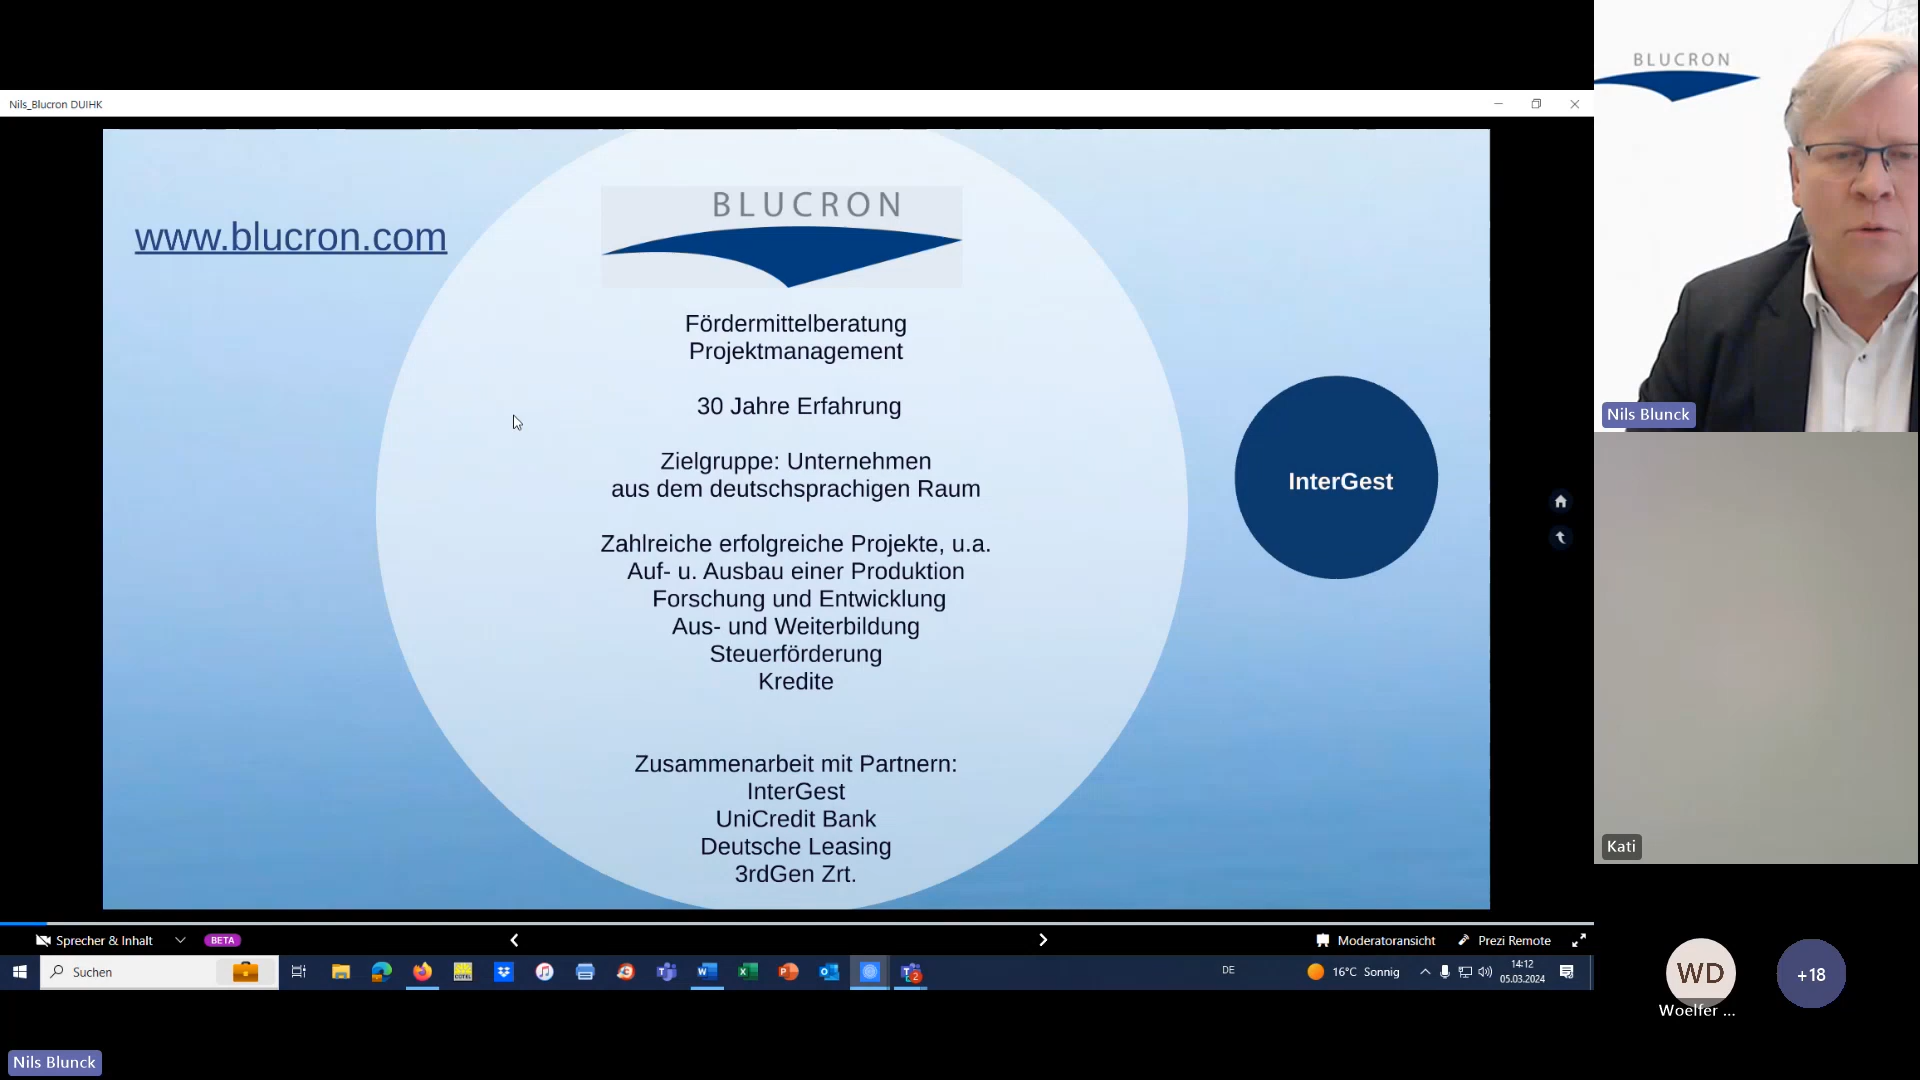 Nils_Blucron DUIHK
www.blucron.com
BLUCRON
Fördermittelberatung
Projektmanagement
30 Jahre Erfahrung
Zielgruppe: Unternehmen
aus dem deutschsprachigen Raum
Zahlreiche erfolgreiche Projekte, u.a.
Auf- u. Ausbau einer Produktion
Forschung und Entwicklung
Aus- und Weiterbildung
Steuerförderung
Kredite
Zusammenarbeit mit Partnern:
InterGest
UniCredit Bank
Deutsche Leasing
3rdGen Zrt.
InterGest
Sprecher & Inhalt
BETA
Moderatoransicht
Prezi Remote
Suchen
DE
16°C Sonnig
14:12
05.03.2024
Nils Blunck
BLUCRON
Nils Blunck
Kati
WD
Woelfer ...
+18